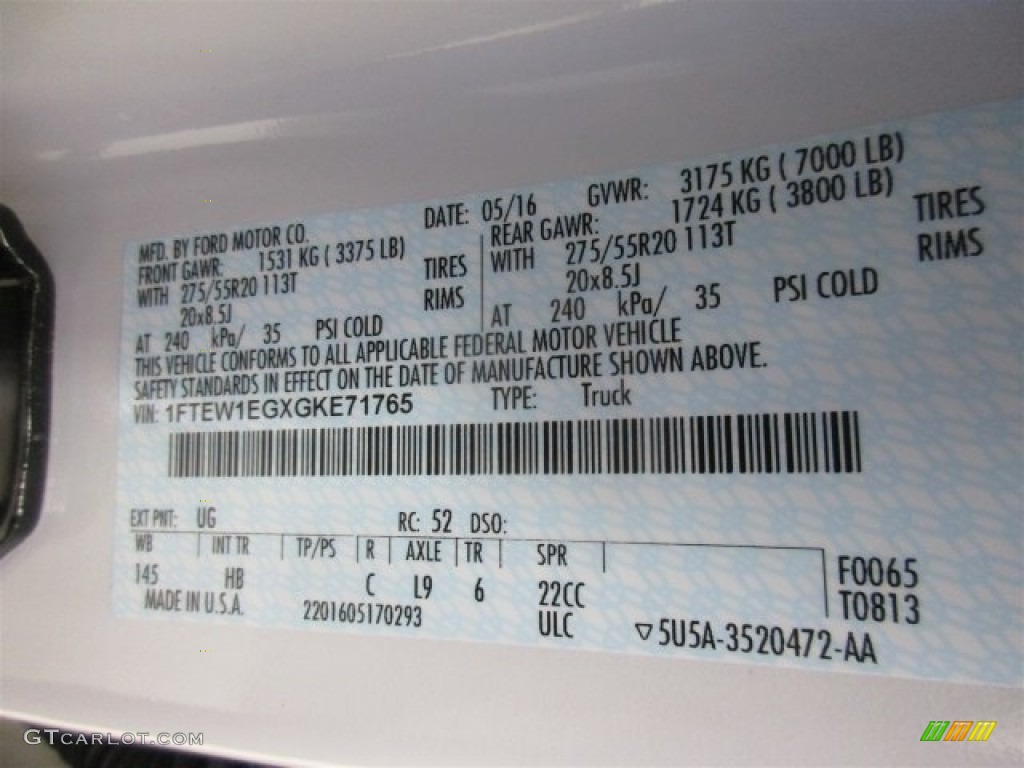 MFD. BY FORD MOTOR CO. DATE: 05/16 GVWR: 3175 KG ( 7000 LB)
FRONT GAWR: 1531 KG ( 3375 LB) REAR GAWR: 1724 KG ( 3800 LB)
WITH 275/55R20 113T TIRES WITH 275/55R20 113T TIRES
20x8.5J RIMS 20x8.5J RIMS
AT 240 kPa/ 35 PSI COLD AT 240 kPa/ 35 PSI COLD
THIS VEHICLE CONFORMS TO ALL APPLICABLE FEDERAL MOTOR VEHICLE
SAFETY STANDARDS IN EFFECT ON THE DATE OF MANUFACTURE SHOWN ABOVE.
VIN: 1FTEW1EGXGKE71765 TYPE: Truck
EXT PNT: UG RC: 52 DSO:
WB INT TR TP/PS R AXLE TR SPR
145 HB C L9 6 22CC F0065
T0813
MADE IN U.S.A. 2201605170293 ULC 5U5A-3520472-AA
GTCARLOT.COM